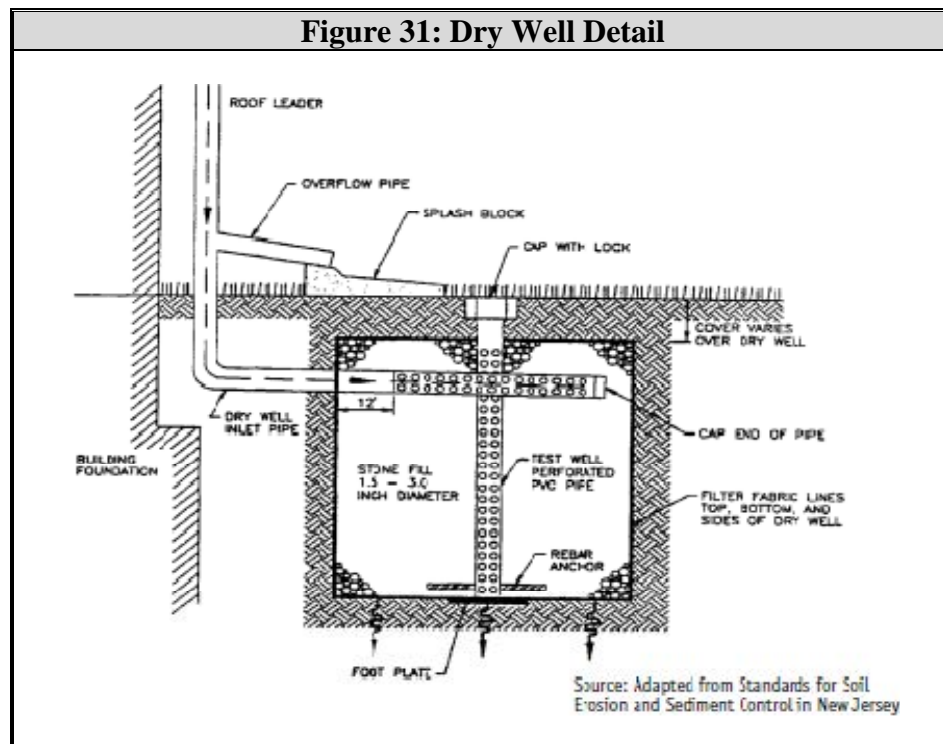 Figure 31: Dry Well Detail
ROOF LEADER
OVERFLOW PIPE
SPLASH BLOCK
CAP WITH LOCK
COVER VARIES
OVER DRY WELL
12"
DRY WELL
INLET PIPE
CAP END OF PIPE
BUILDING
FOUNDATION
STONE FILL
1.5 – 3.0
INCH DIAMETER
TEST WELL
PERFORATED
PVC PIPE
FILTER FABRIC LINES
TOP, BOTTOM, AND
SIDES OF DRY WELL
REBAR
ANCHOR
FOOT PLATE
Source: Adapted from Standards for Soil
Erosion and Sediment Control in New Jersey